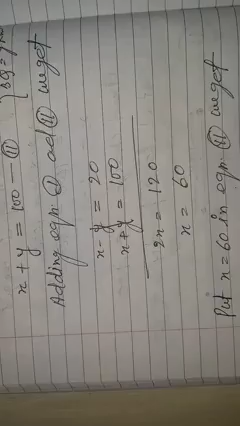 x + y = 100 – II
Adding eqn. I ad II we get
x - y = 20
x + y = 100
2x = 120
x = 60
Put x = 60 in eqn. II we get